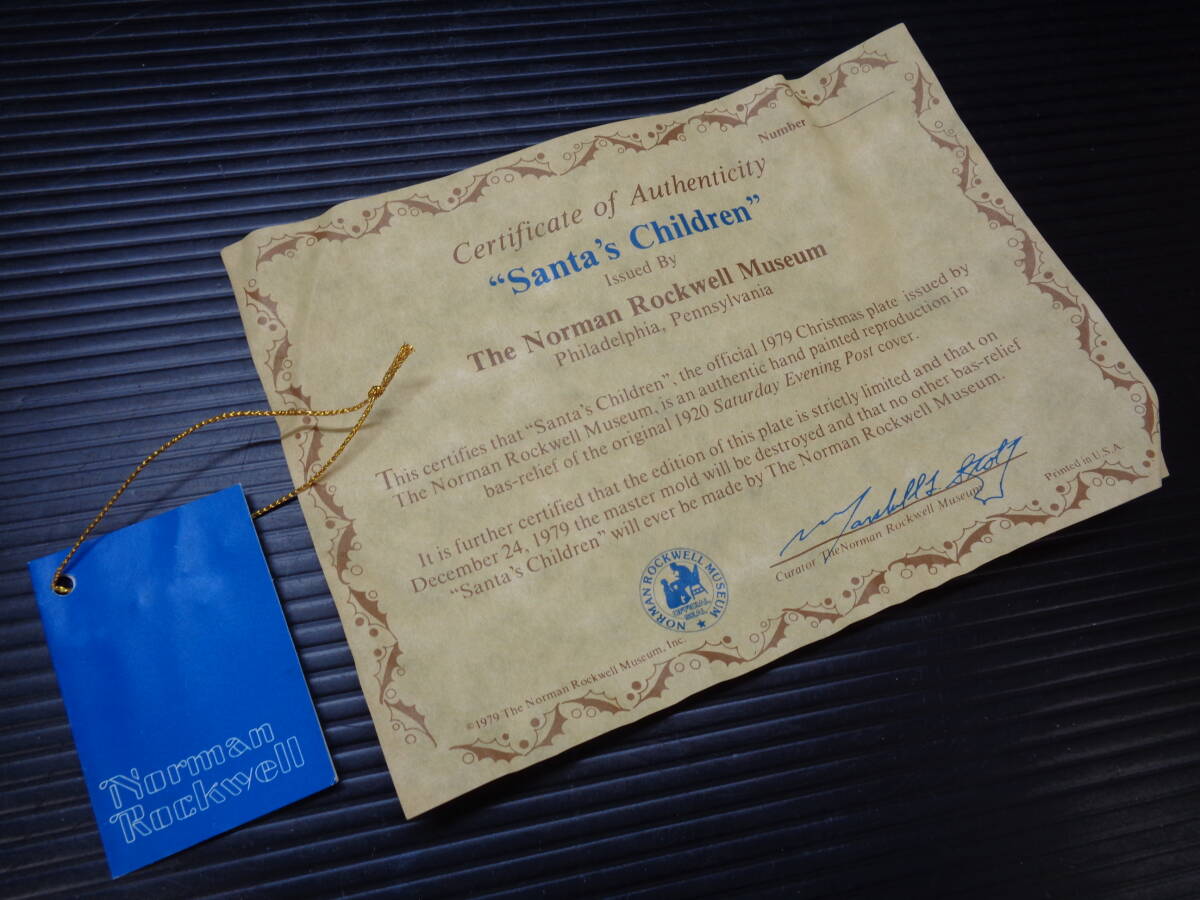 Number
Certificate of Authenticity
“Santa’s Children”
Issued By
The Norman Rockwell Museum
Philadelphia, Pennsylvania
This certifies that “Santa’s Children”, the official 1979 Christmas plate issued by
The Norman Rockwell Museum, is an authentic hand painted reproduction in
bas-relief of the original 1920 Saturday Evening Post cover.
It is further certified that the edition of this plate is strictly limited and that on
December 24, 1979 the master mold will be destroyed and that no other bas-relief
“Santa’s Children” will ever be made by The Norman Rockwell Museum.
Curator TheNorman Rockwell Museum
Printed in U.S.A
NORMAN ROCKWELL MUSEUM
OFFICIAL
SEAL
©1979 The Norman Rockwell Museum, Inc.
Norman
Rockwell